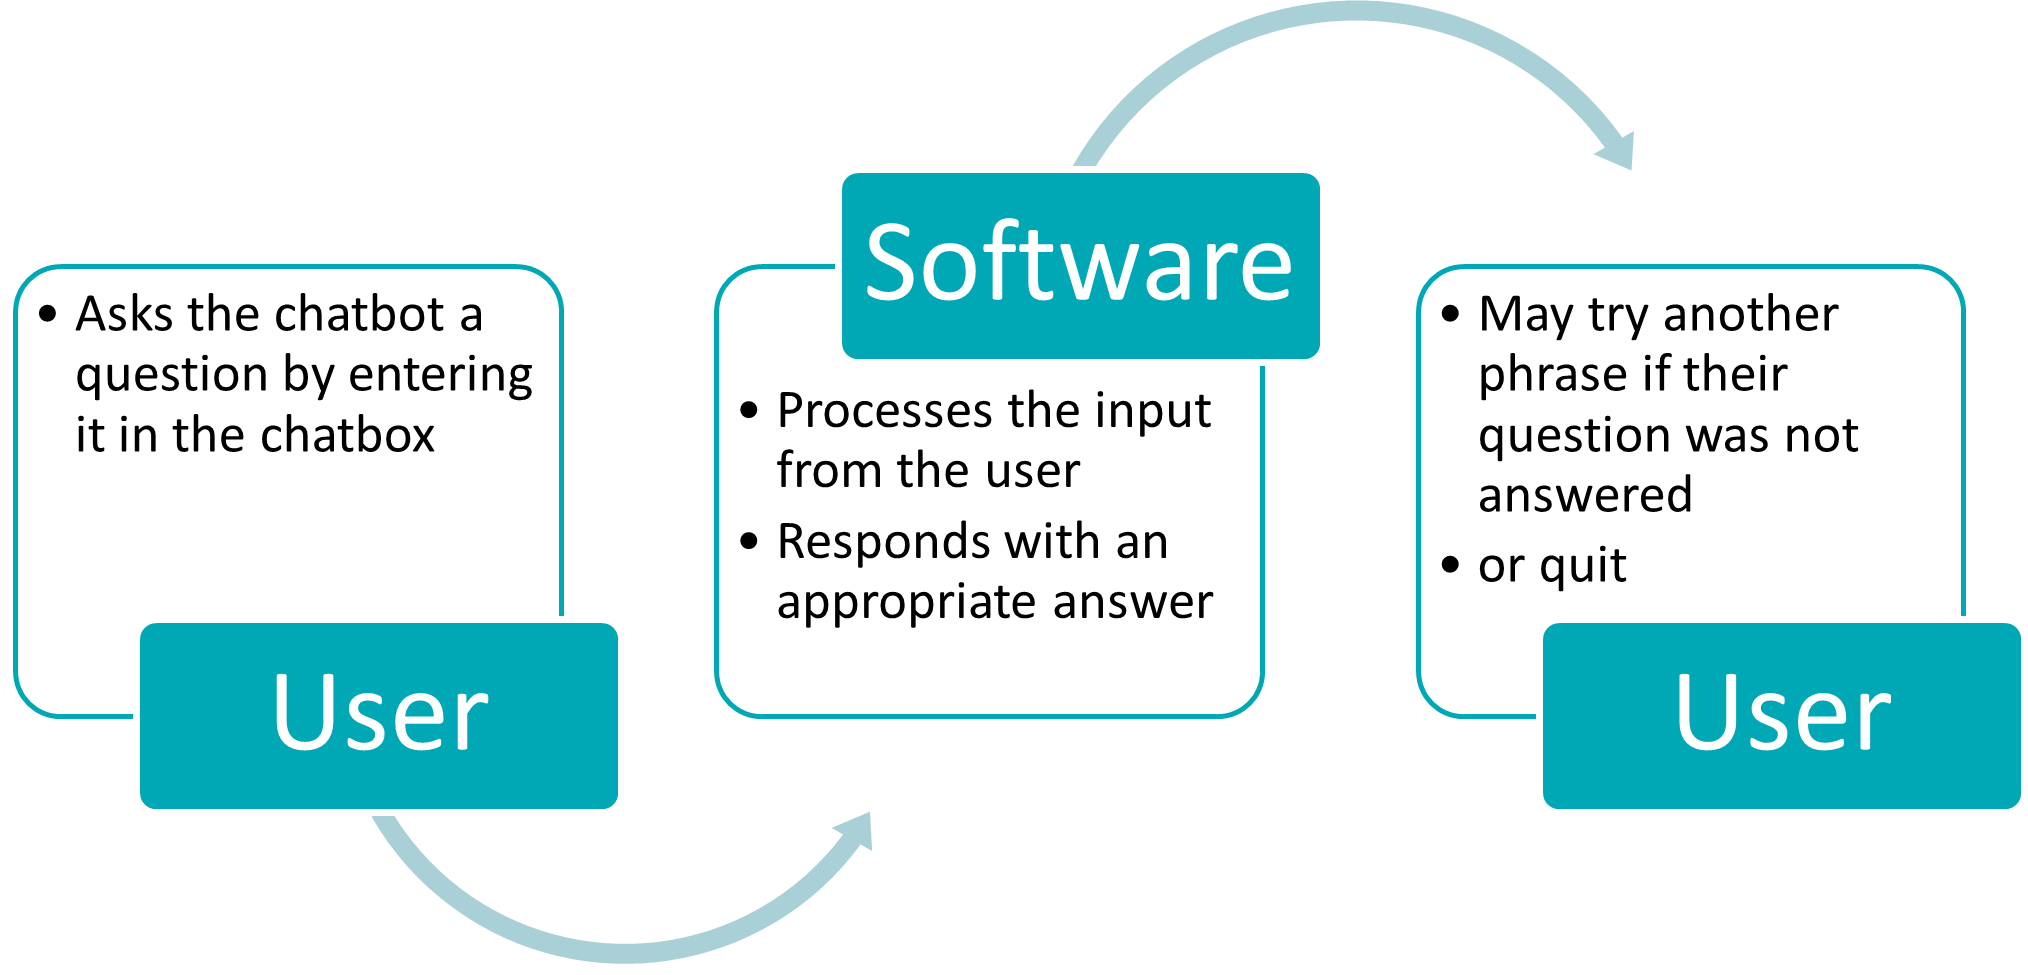 • Asks the chatbot a
question by entering
it in the chatbox
User
Software
• Processes the input
from the user
• Responds with an
appropriate answer
• May try another
phrase if their
question was not
answered
• or quit
User